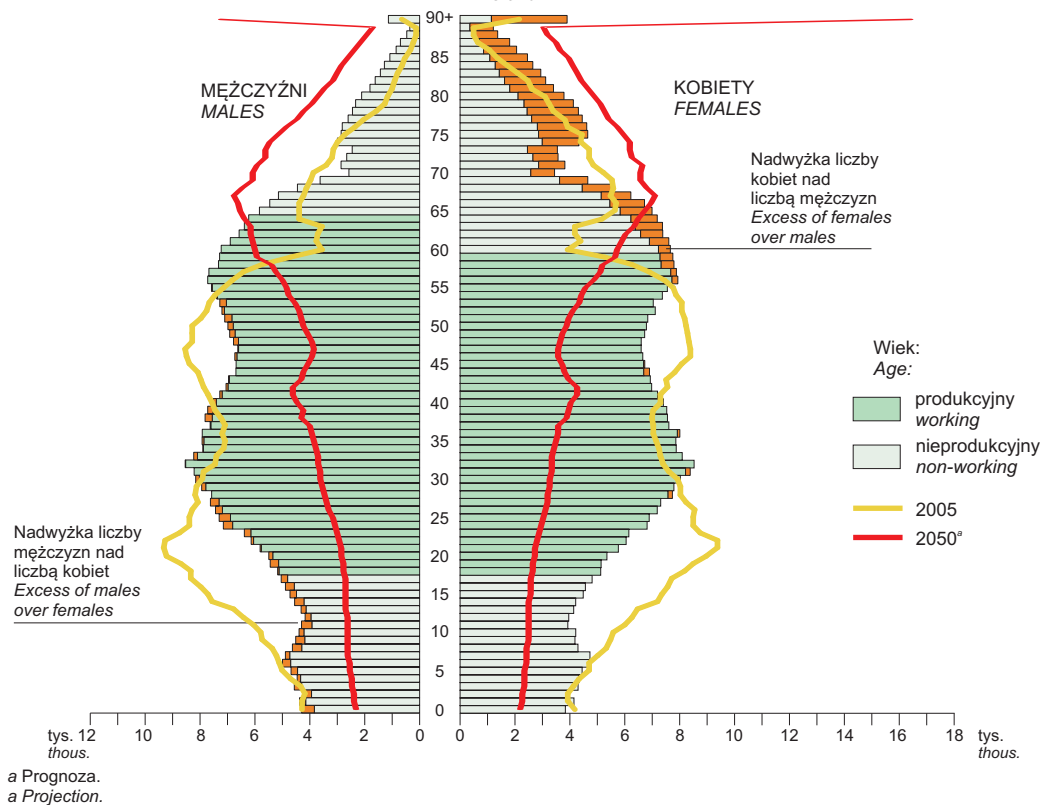 90+
85
80
75
70
65
60
55
50
45
40
35
30
25
20
15
10
5
0
MĘŻCZYŹNI
MALES
KOBIETY
FEMALES
Nadwyżka liczby
kobiet nad
liczbą mężczyzn
Excess of females
over males
Wiek:
Age:
produkcyjny
working
nieprodukcyjny
non-working
2005
2050a
Nadwyżka liczby
mężczyzn nad
liczbą kobiet
Excess of males
over females
tys. 12 10 8 6 4 2 0 0 2 4 6 8 10 12 14 16 18 tys.
thous. thous.
a Prognoza.
a Projection.